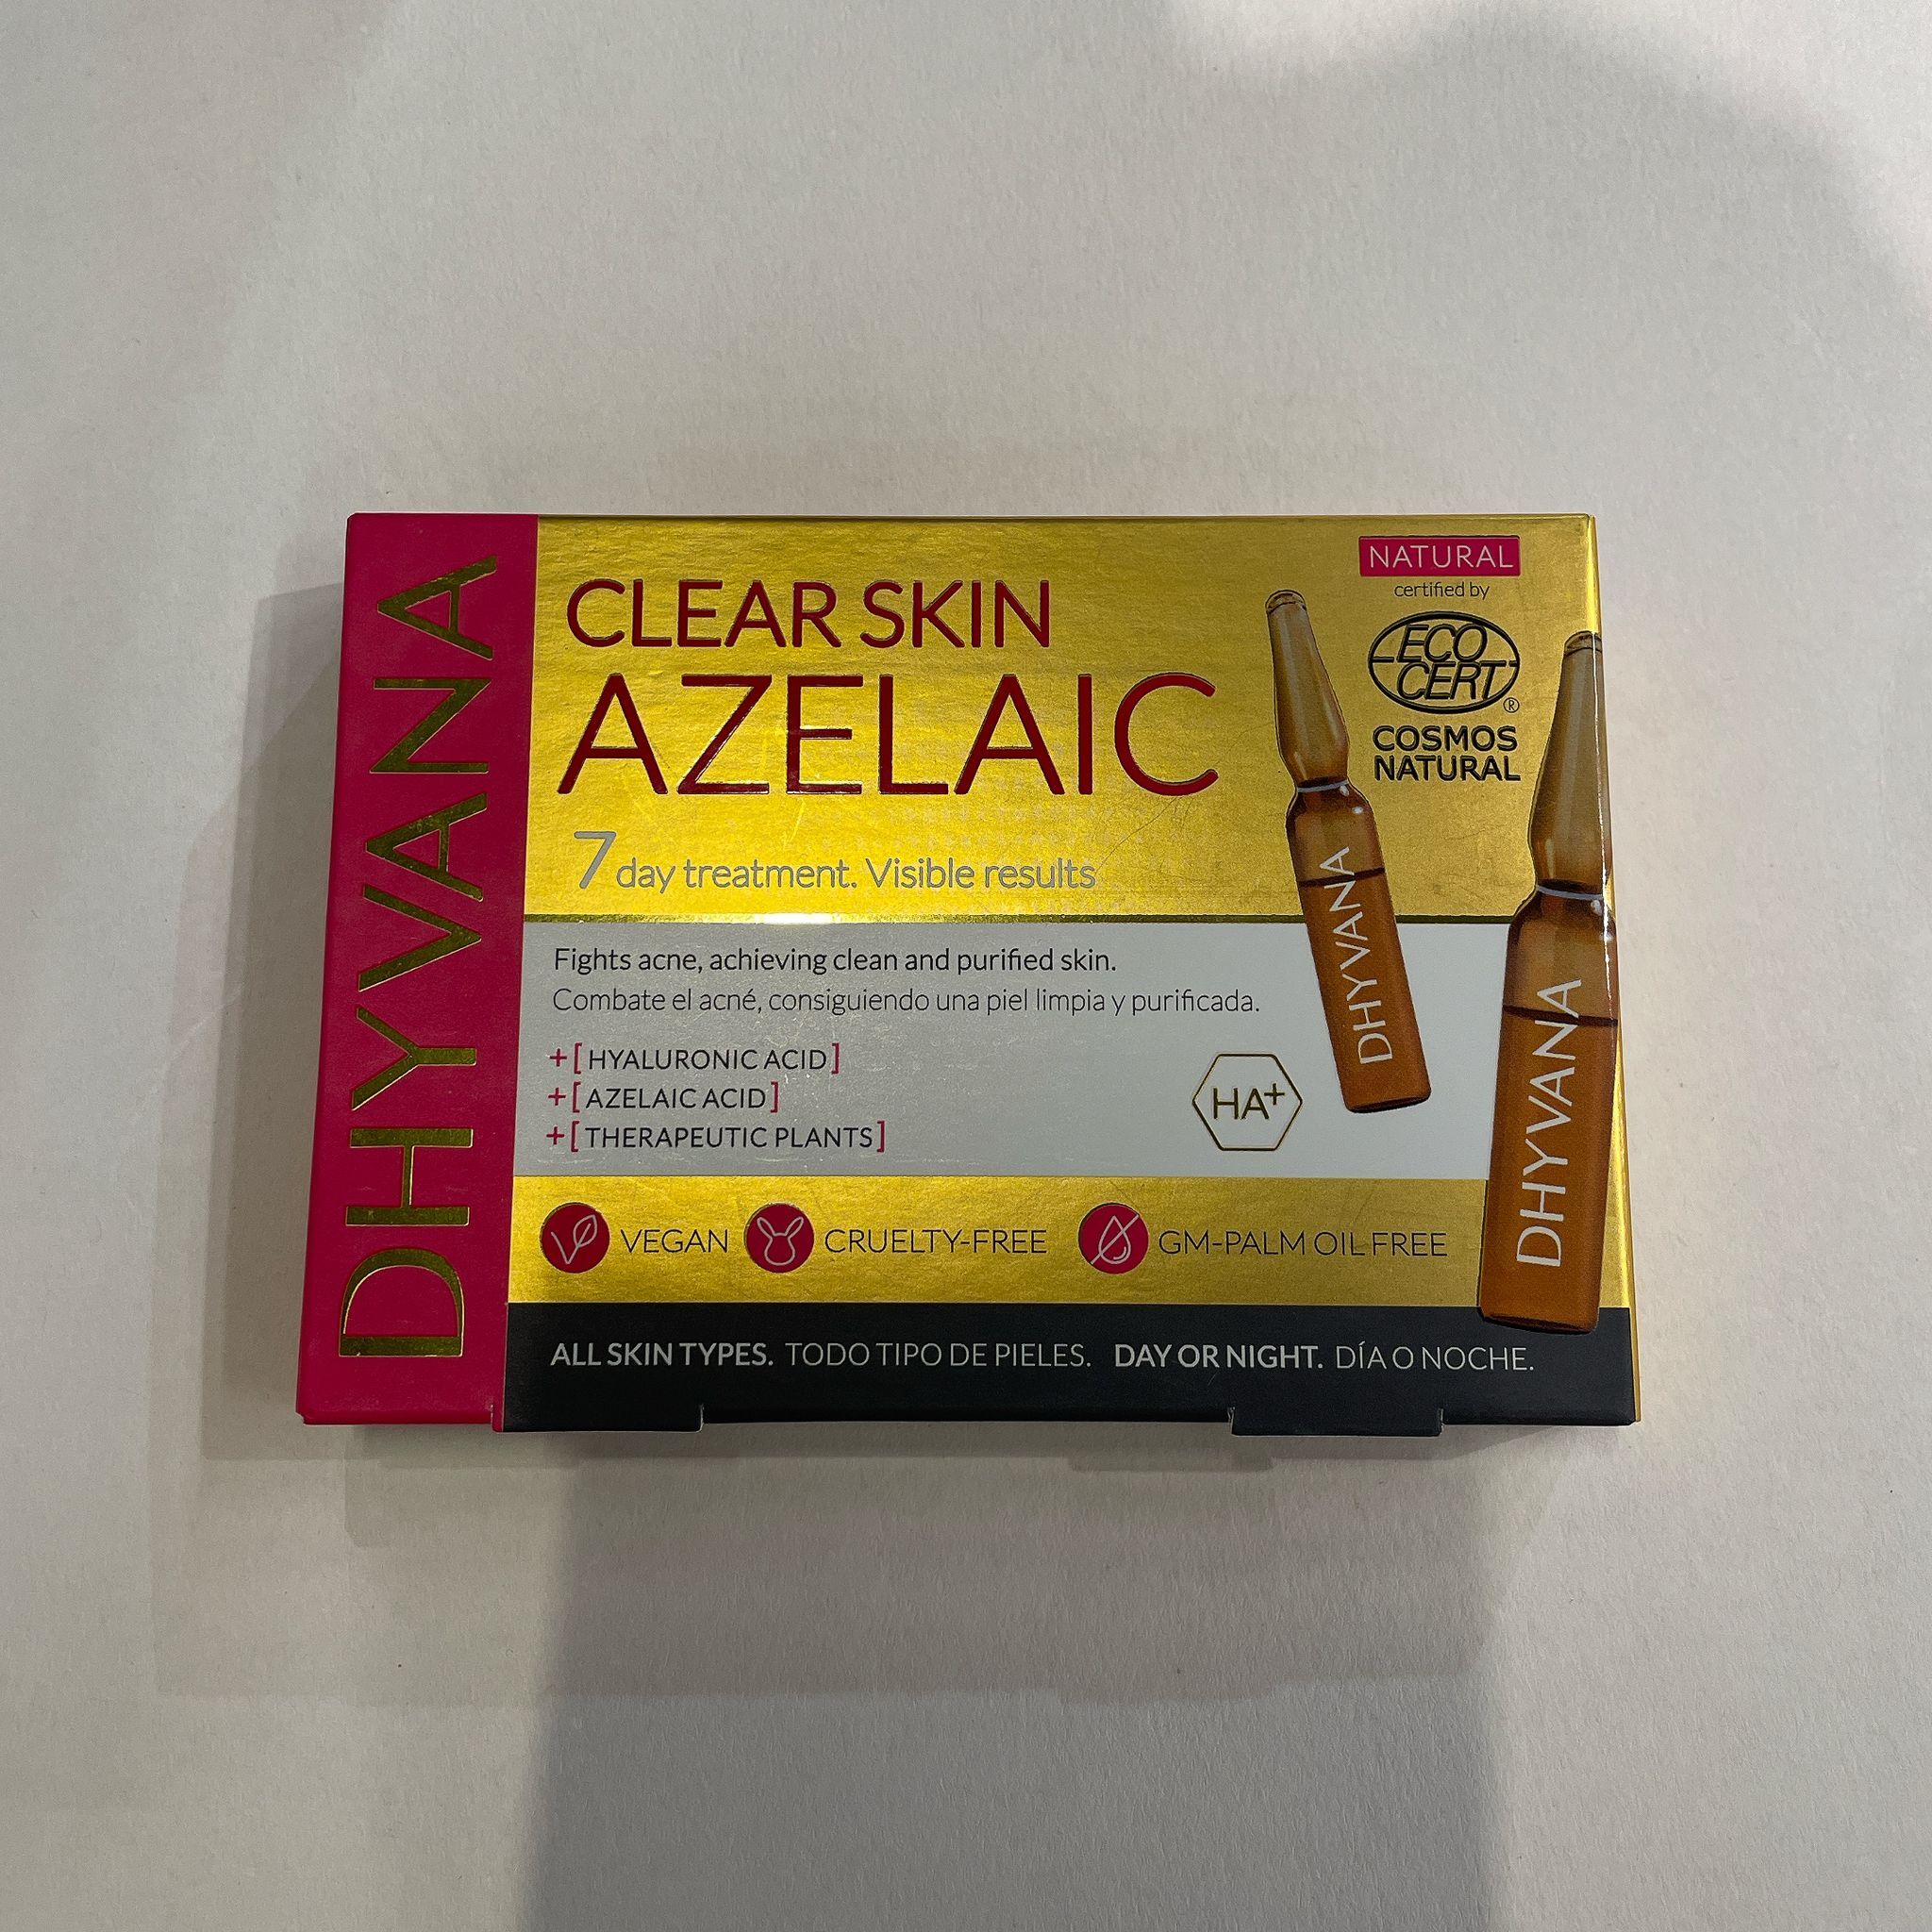 DHYVANA
CLEAR SKIN
AZELAIC
7 day treatment. Visible results
NATURAL
certified by
ECO
CERT
®
COSMOS
NATURAL
Fights acne, achieving clean and purified skin.
Combate el acné, consiguiendo una piel limpia y purificada.
+[HYALURONIC ACID]
+[AZELAIC ACID]
+[THERAPEUTIC PLANTS]
HA+
DHYVANA
DHYVANA
VEGAN CRUELTY-FREE GM-PALM OIL FREE
ALL SKIN TYPES. TODO TIPO DE PIELES. DAY OR NIGHT. DÍA O NOCHE.